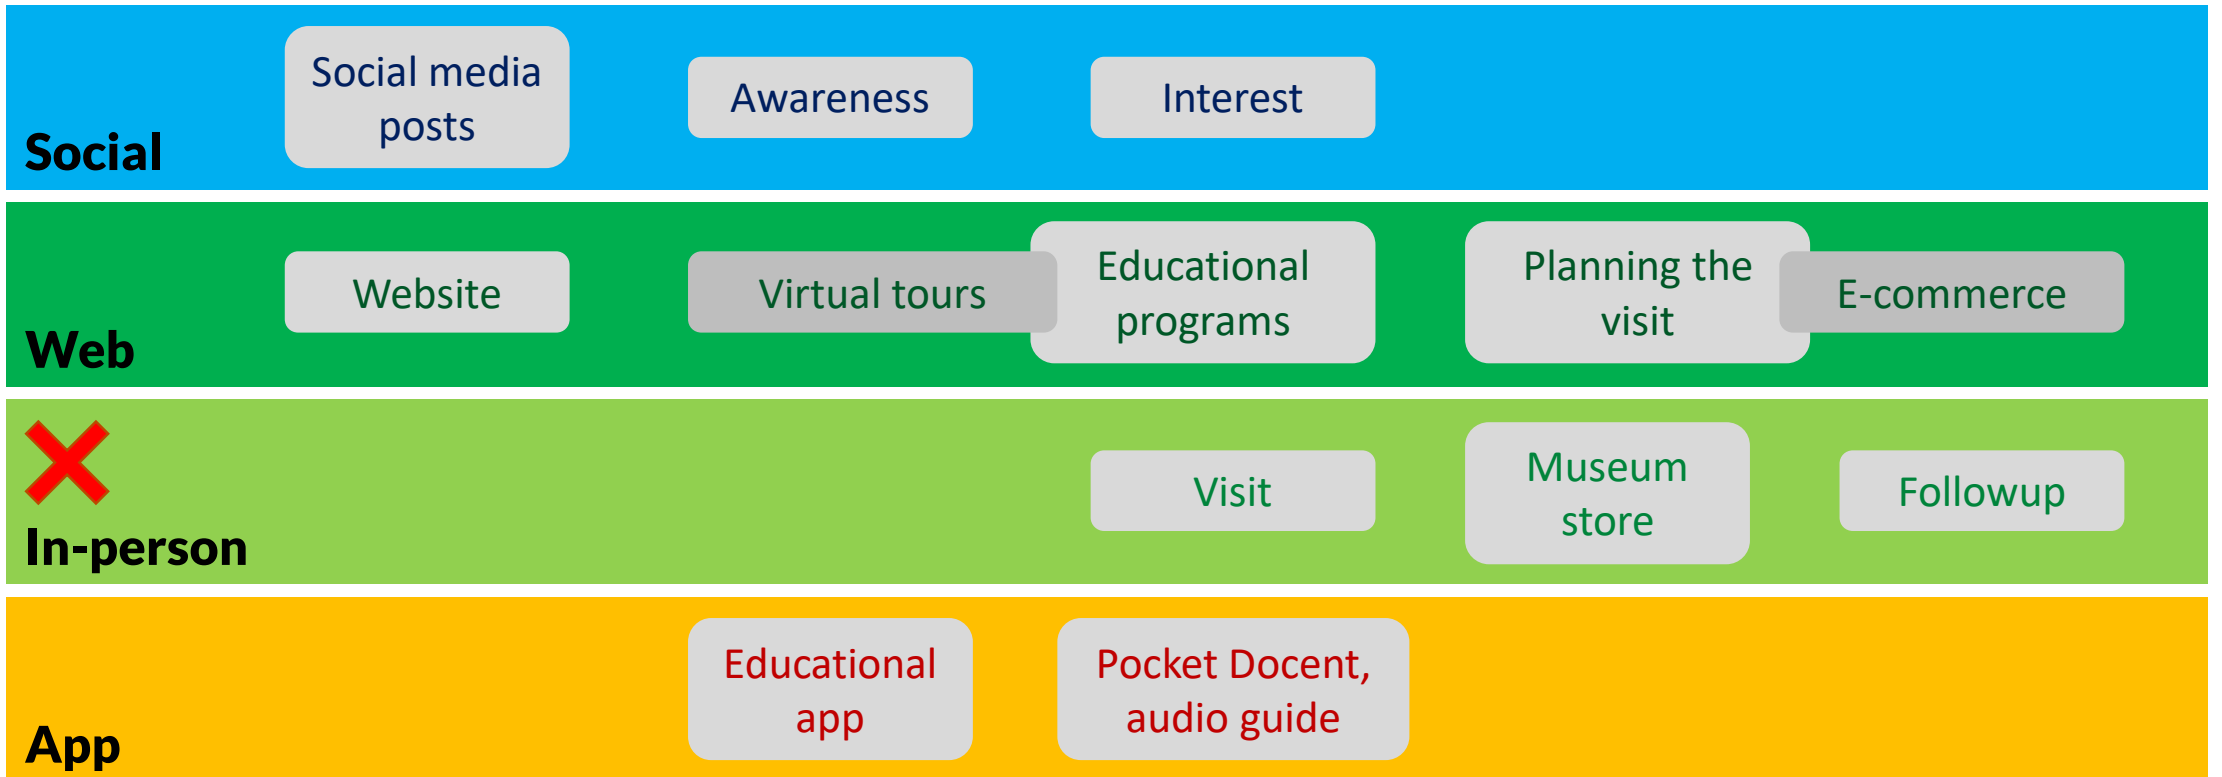 Social
Social media
posts
Awareness
Interest
Web
Website
Virtual tours
Educational
programs
Planning the
visit
E-commerce
In-person
Visit
Museum
store
Followup
App
Educational
app
Pocket Docent,
audio guide